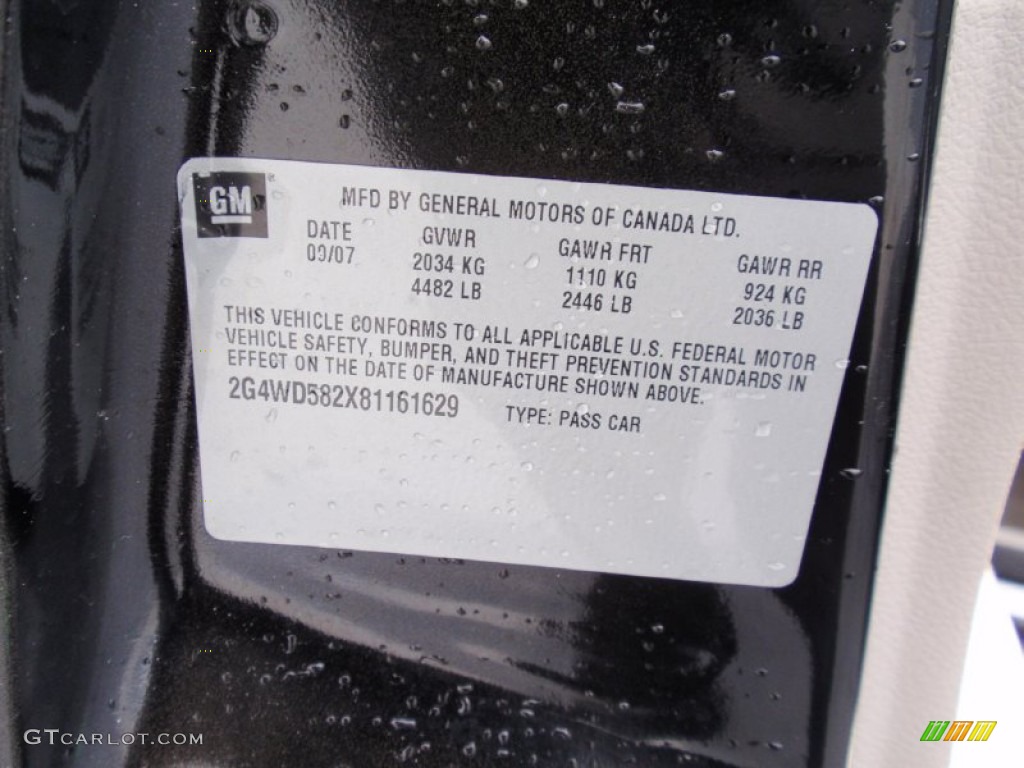 GM
MFD BY GENERAL MOTORS OF CANADA LTD.
DATE GVWR GAWR FRT GAWR RR
09/07 2034 KG 1110 KG 924 KG
4482 LB 2446 LB 2036 LB
THIS VEHICLE CONFORMS TO ALL APPLICABLE U.S. FEDERAL MOTOR
VEHICLE SAFETY, BUMPER, AND THEFT PREVENTION STANDARDS IN
EFFECT ON THE DATE OF MANUFACTURE SHOWN ABOVE.
2G4WD582X81161629 TYPE: PASS CAR
GTCARLOT.COM